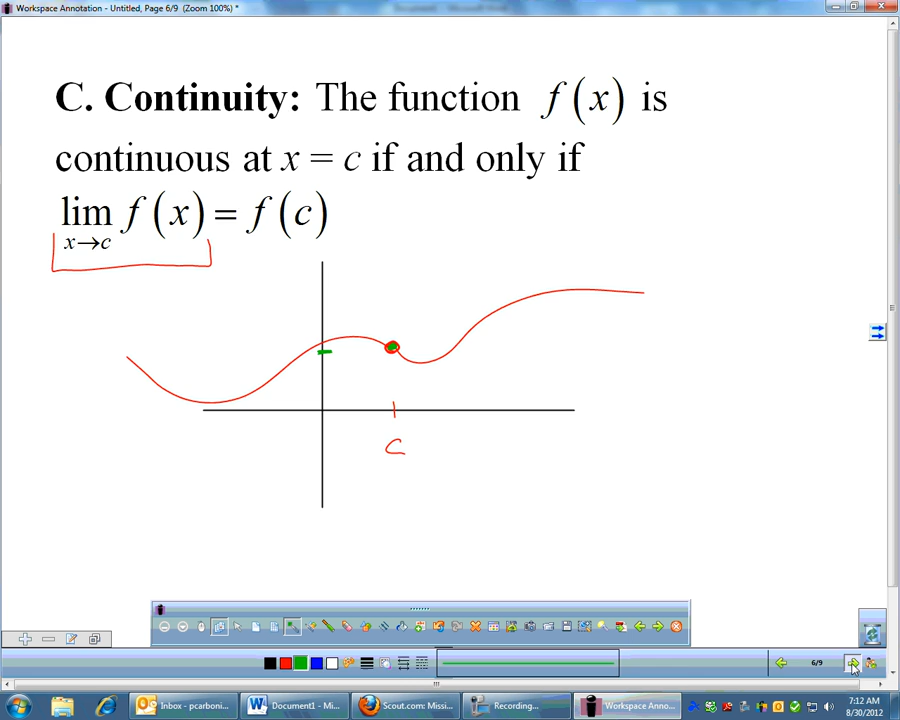 Workspace Annotation - Untitled, Page 6/9 (Zoom 100%) *
C. Continuity: The function f(x) is
continuous at x = c if and only if
lim f(x) = f(c)
x→c
c
6/9
Inbox - pcarboni...
Document1 - Mi...
Scout.com: Missi...
Recording...
Workspace Annot...
7:12 AM
8/30/2012